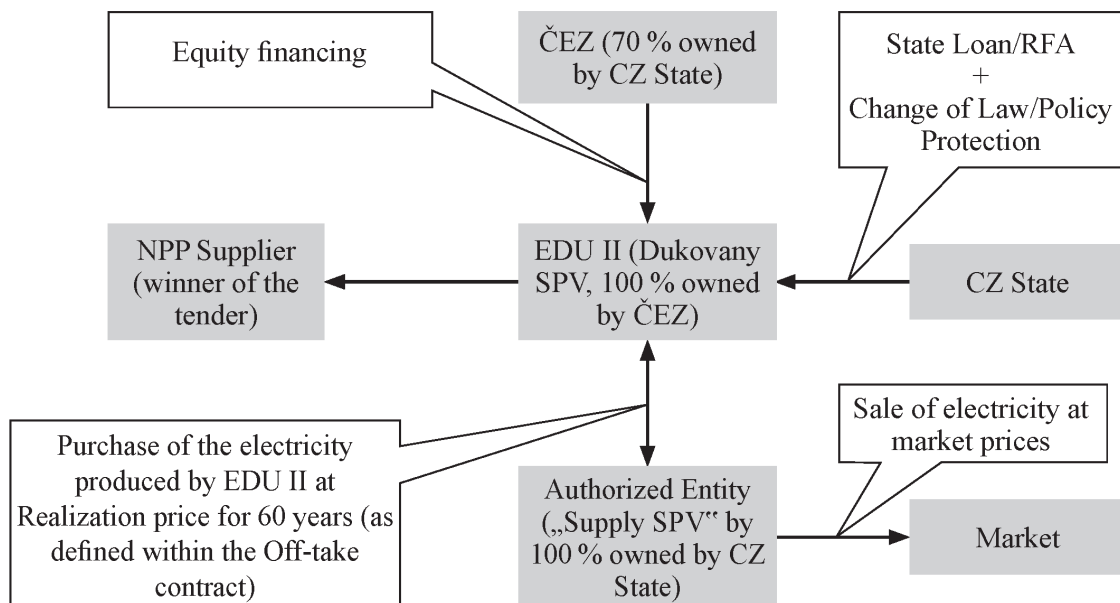 Equity financing
ČEZ (70 % owned
by CZ State)
State Loan/RFA
+
Change of Law/Policy
Protection
NPP Supplier
(winner of the
tender)
EDU II (Dukovany
SPV, 100 % owned
by ČEZ)
CZ State
Purchase of the electricity
produced by EDU II at
Realization price for 60 years (as
defined within the Off-take
contract)
Authorized Entity
(„Supply SPV‟ by
100 % owned by CZ
State)
Sale of electricity at
market prices
Market